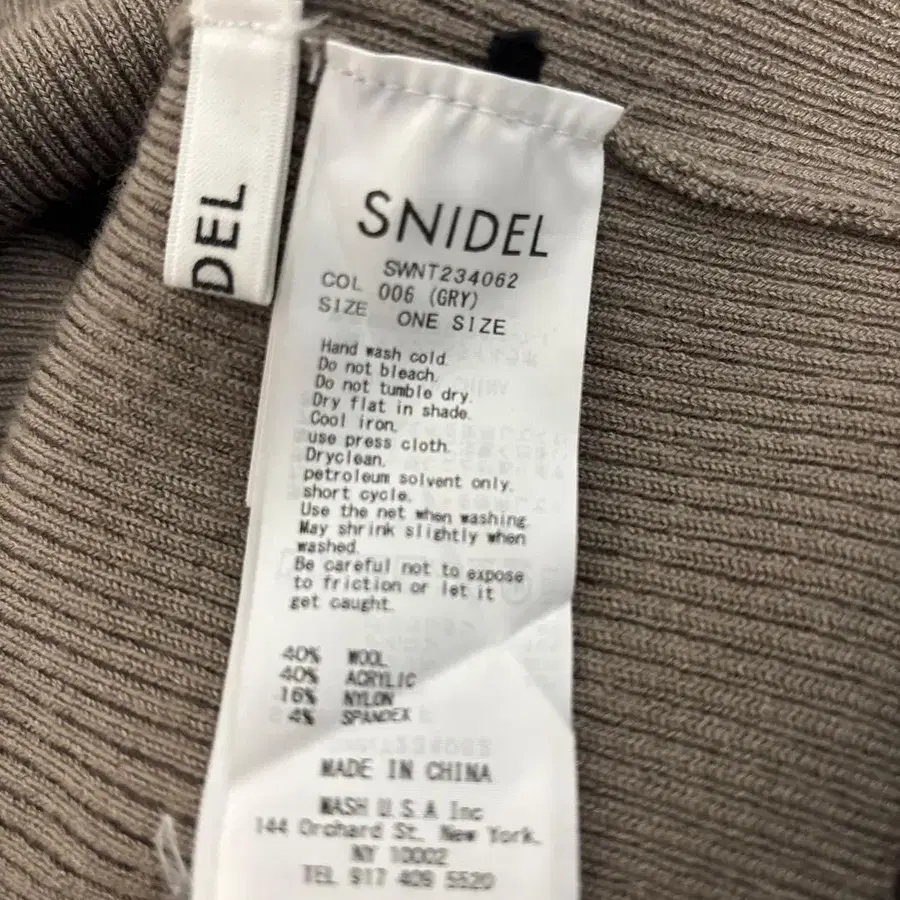 DEL
SNIDEL
SWNT234062
COL 006 (GRY)
SIZE ONE SIZE
Hand wash cold.
Do not bleach.
Do not tumble dry.
Dry flat in shade.
Cool iron,
use press cloth.
Dryclean,
petroleum solvent only.
short cycle.
Use the net when washing.
May shrink slightly when
washed.
Be careful not to expose
to friction or let it
get caught.
40% WOOL
40% ACRYLIC
16% NYLON
4% SPANDEX
MADE IN CHINA
MASH U.S.A Inc
144 Orchard St, New York,
NY 10002
TEL 917 409 5520